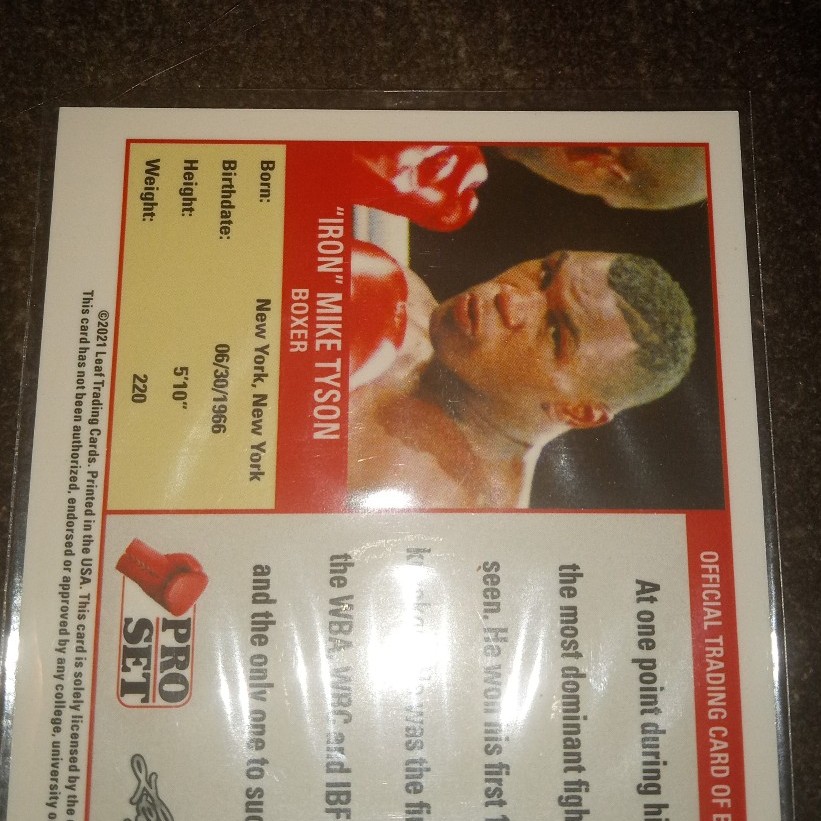 OFFICIAL TRADING CARD OF
"IRON" MIKE TYSON
BOXER
Born: New York, New York
Birthdate: 06/30/1966
Height: 5'10"
Weight: 220
At one point during
the most dominant
seen. He won his first
was the
the WBA, WBC and IBF
and the only one to
PRO
SET
©2021 Leaf Trading Cards. Printed in the USA. This card is solely licensed by the
This card has not been authorized, endorsed or approved by any college, university